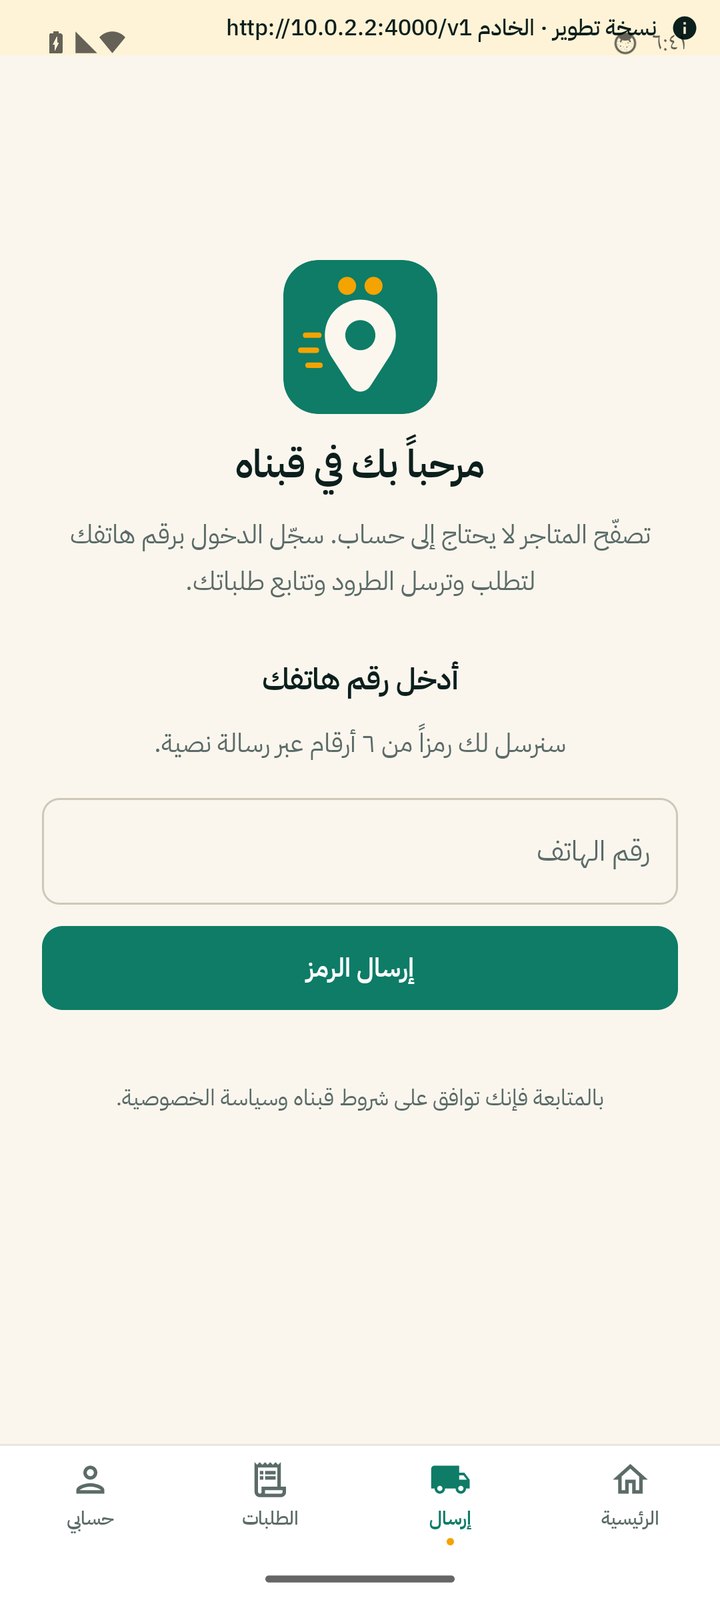 نسخة تطوير · الخادم http://10.0.2.2:4000/v1
٦:٤١
مرحباً بك في قبناه
تصفّح المتاجر لا يحتاج إلى حساب. سجّل الدخول برقم هاتفك
لتطلب وترسل الطرود وتتابع طلباتك.
أدخل رقم هاتفك
سنرسل لك رمزاً من ٦ أرقام عبر رسالة نصية.
رقم الهاتف
إرسال الرمز
بالمتابعة فإنك توافق على شروط قبناه وسياسة الخصوصية.
الرئيسية
إرسال
الطلبات
حسابي